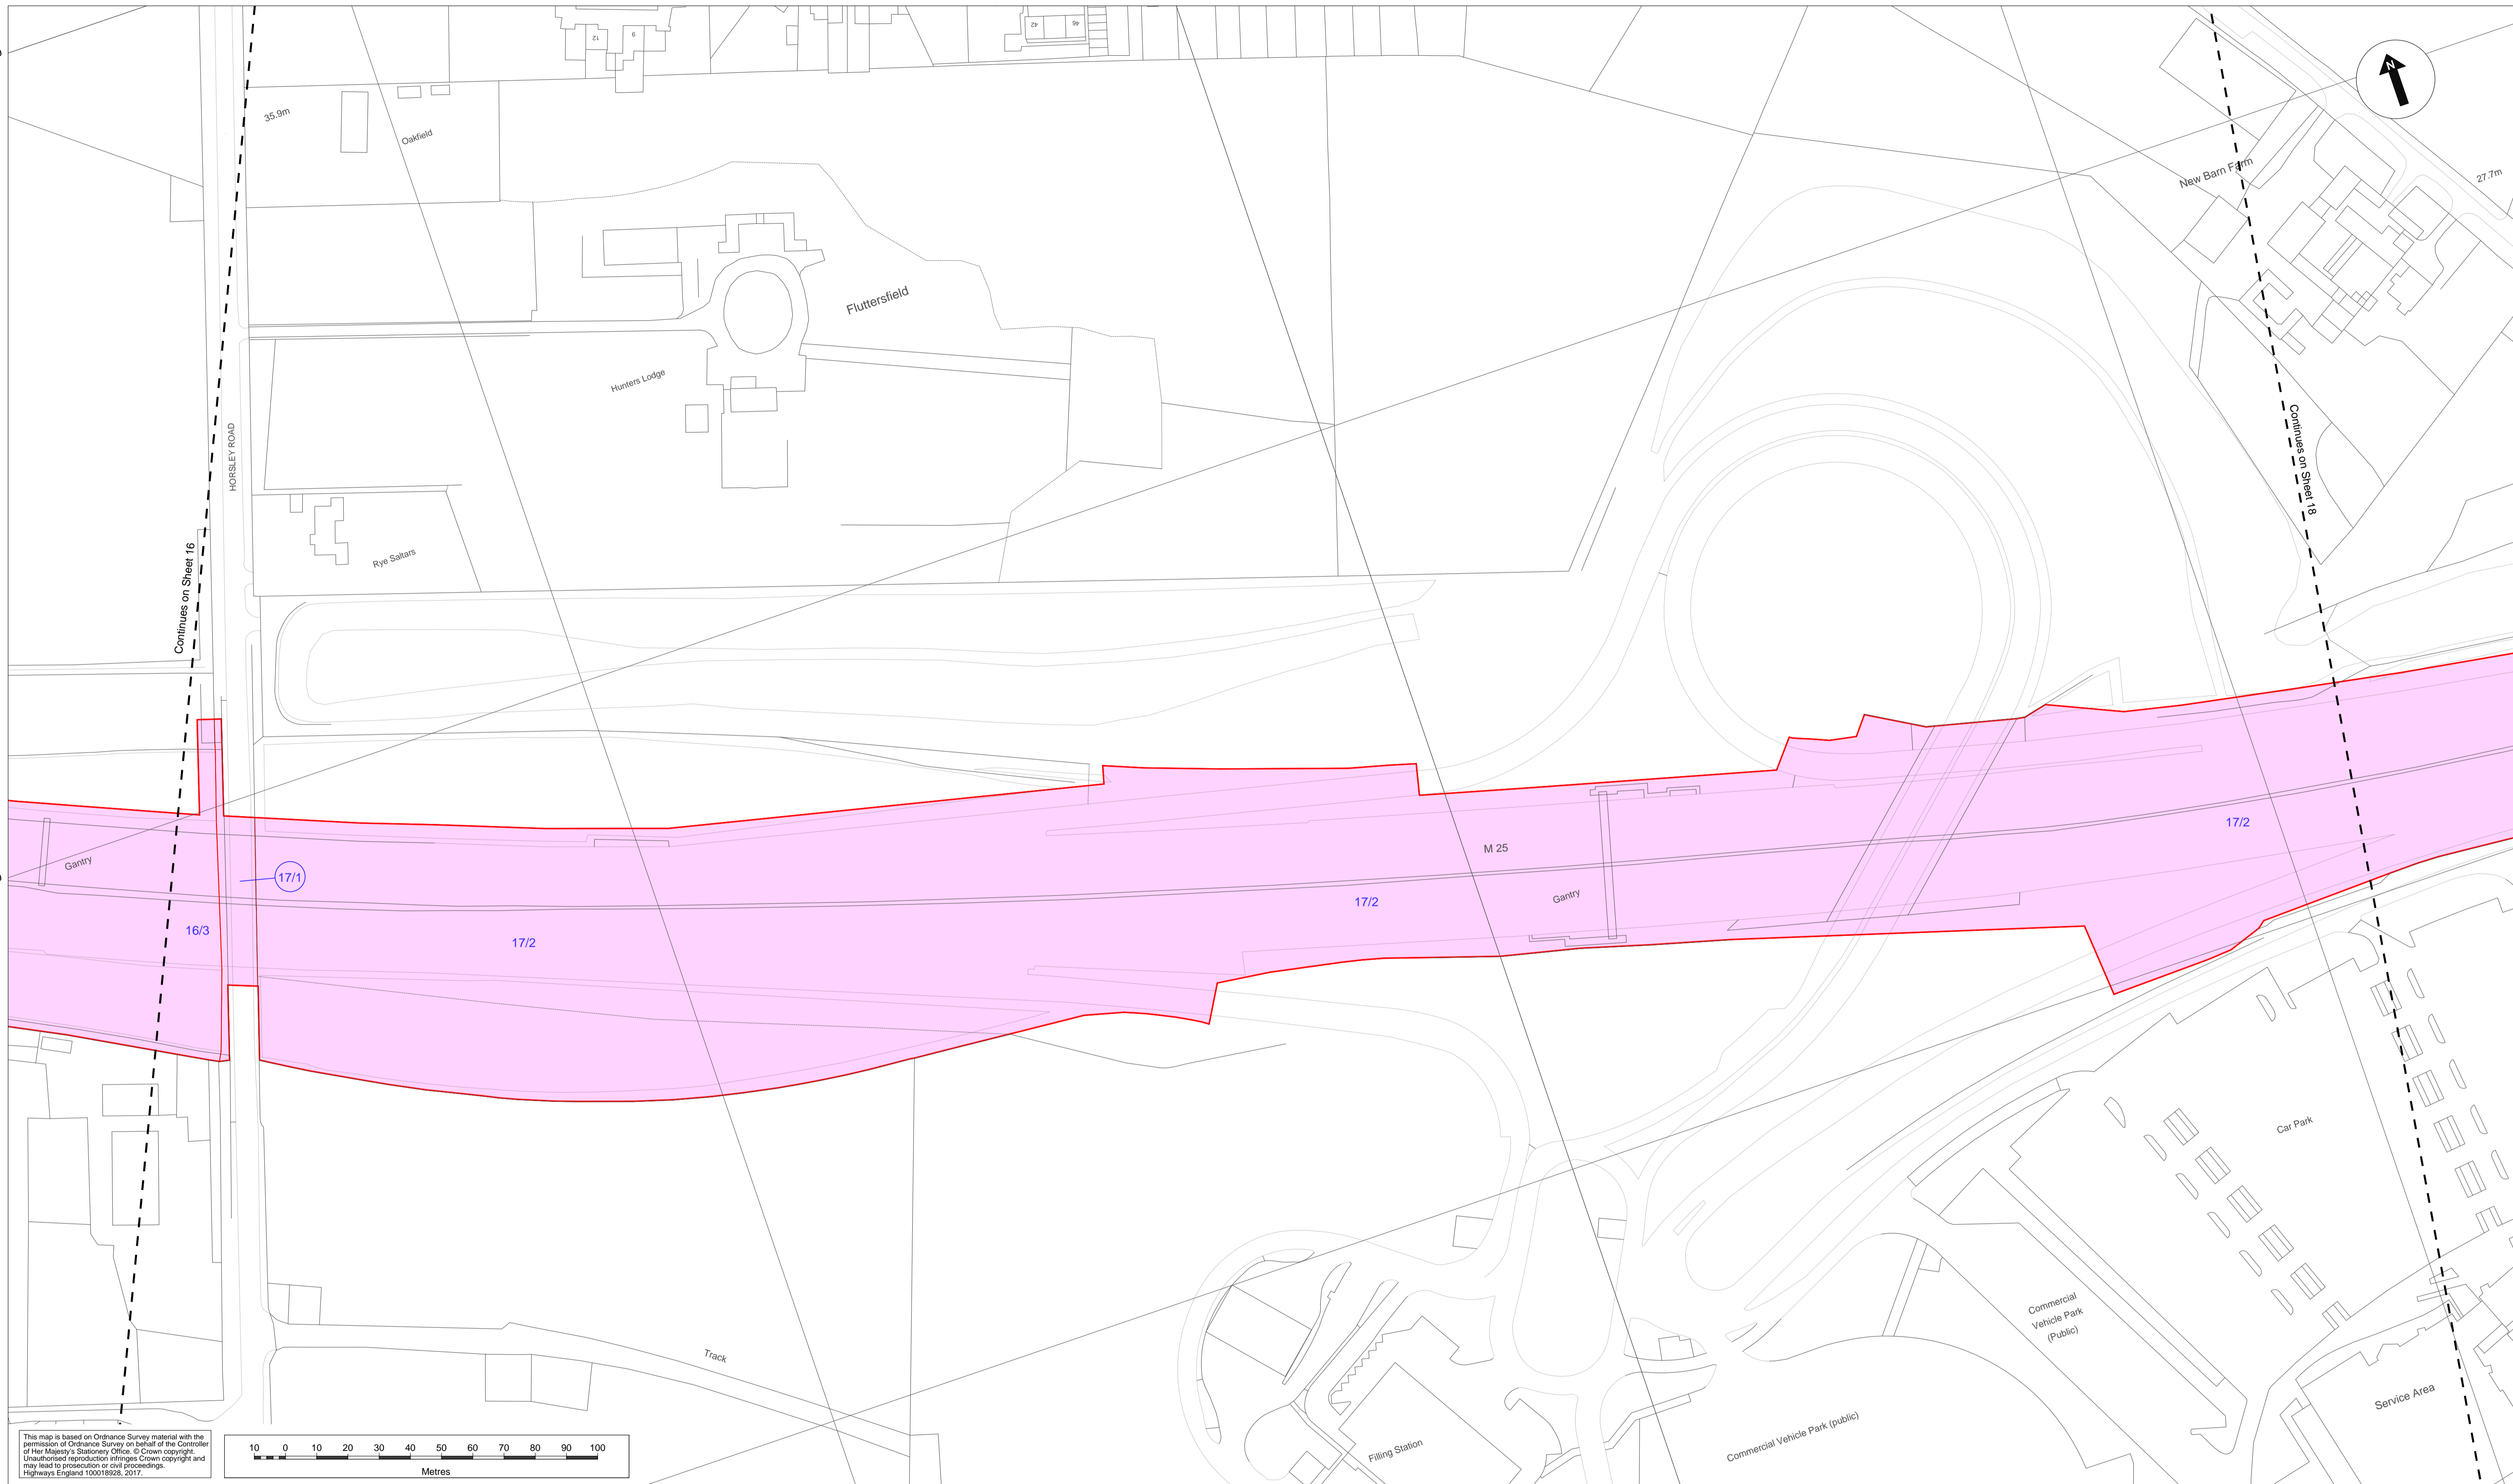 12
9
42
46
35.9m
Oakfield
N
New Barn Farm
27.7m
Fluttersfield
Hunters Lodge
HORSLEY ROAD
Continues on Sheet 18
Rye Saltars
Continues on Sheet 16
Gantry
17/1
M 25
17/2
Gantry
17/2
16/3
17/2
Car Park
Commercial
Vehicle Park
(Public)
Track
Service Area
Filling Station
Commercial Vehicle Park (public)
This map is based on Ordnance Survey material with the
permission of Ordnance Survey on behalf of the Controller
of Her Majesty's Stationery Office. © Crown copyright.
Unauthorised reproduction infringes Crown copyright and
may lead to prosecution or civil proceedings.
Highways England 100018928, 2017.
10 0 10 20 30 40 50 60 70 80 90 100
Metres